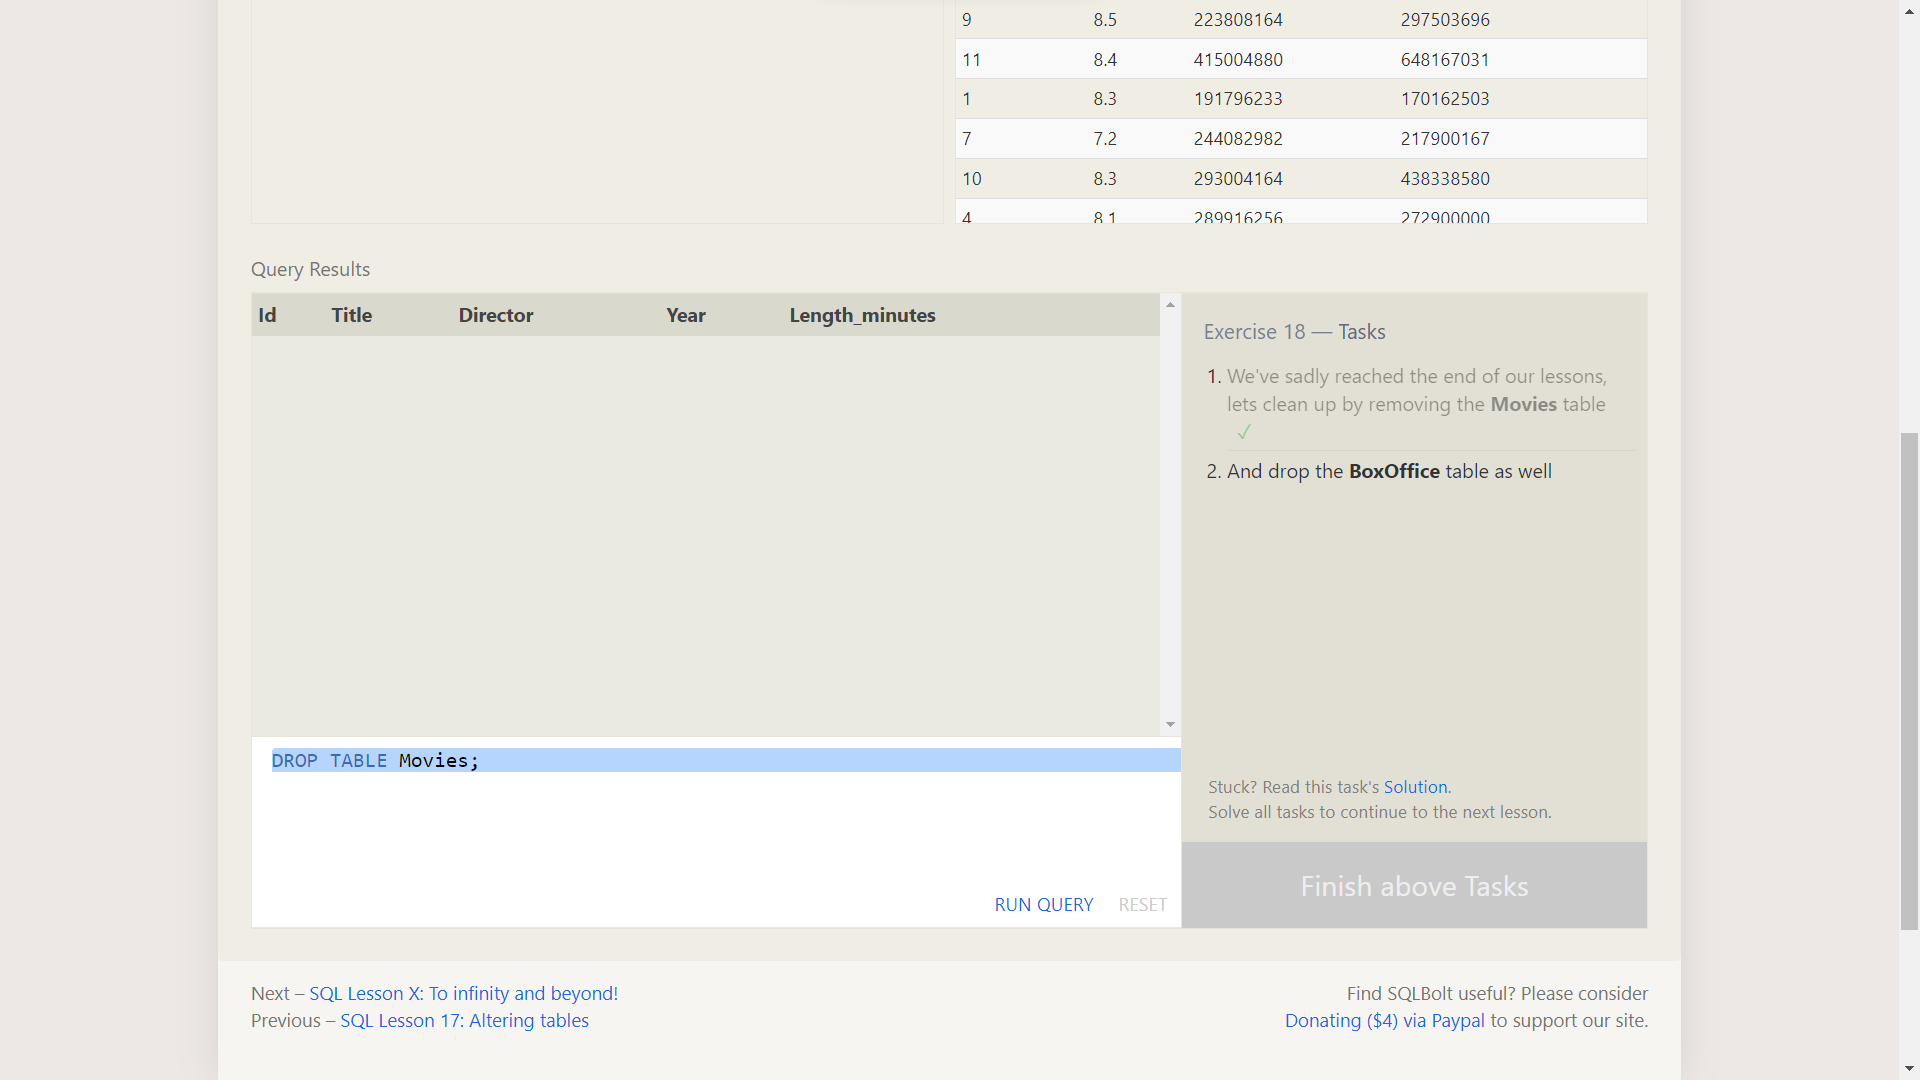 9 8.5 223808164 297503696
11 8.4 415004880 648167031
1 8.3 191796233 170162503
7 7.2 244082982 217900167
10 8.3 293004164 438338580
4 8.1 289916256 272900000
Query Results
Id Title Director Year Length_minutes
DROP TABLE Movies;
RUN QUERY RESET
Exercise 18 — Tasks
1. We've sadly reached the end of our lessons,
lets clean up by removing the Movies table
✓
2. And drop the BoxOffice table as well
Stuck? Read this task's Solution.
Solve all tasks to continue to the next lesson.
Finish above Tasks
Next – SQL Lesson X: To infinity and beyond!
Previous – SQL Lesson 17: Altering tables
Find SQLBolt useful? Please consider
Donating ($4) via Paypal to support our site.